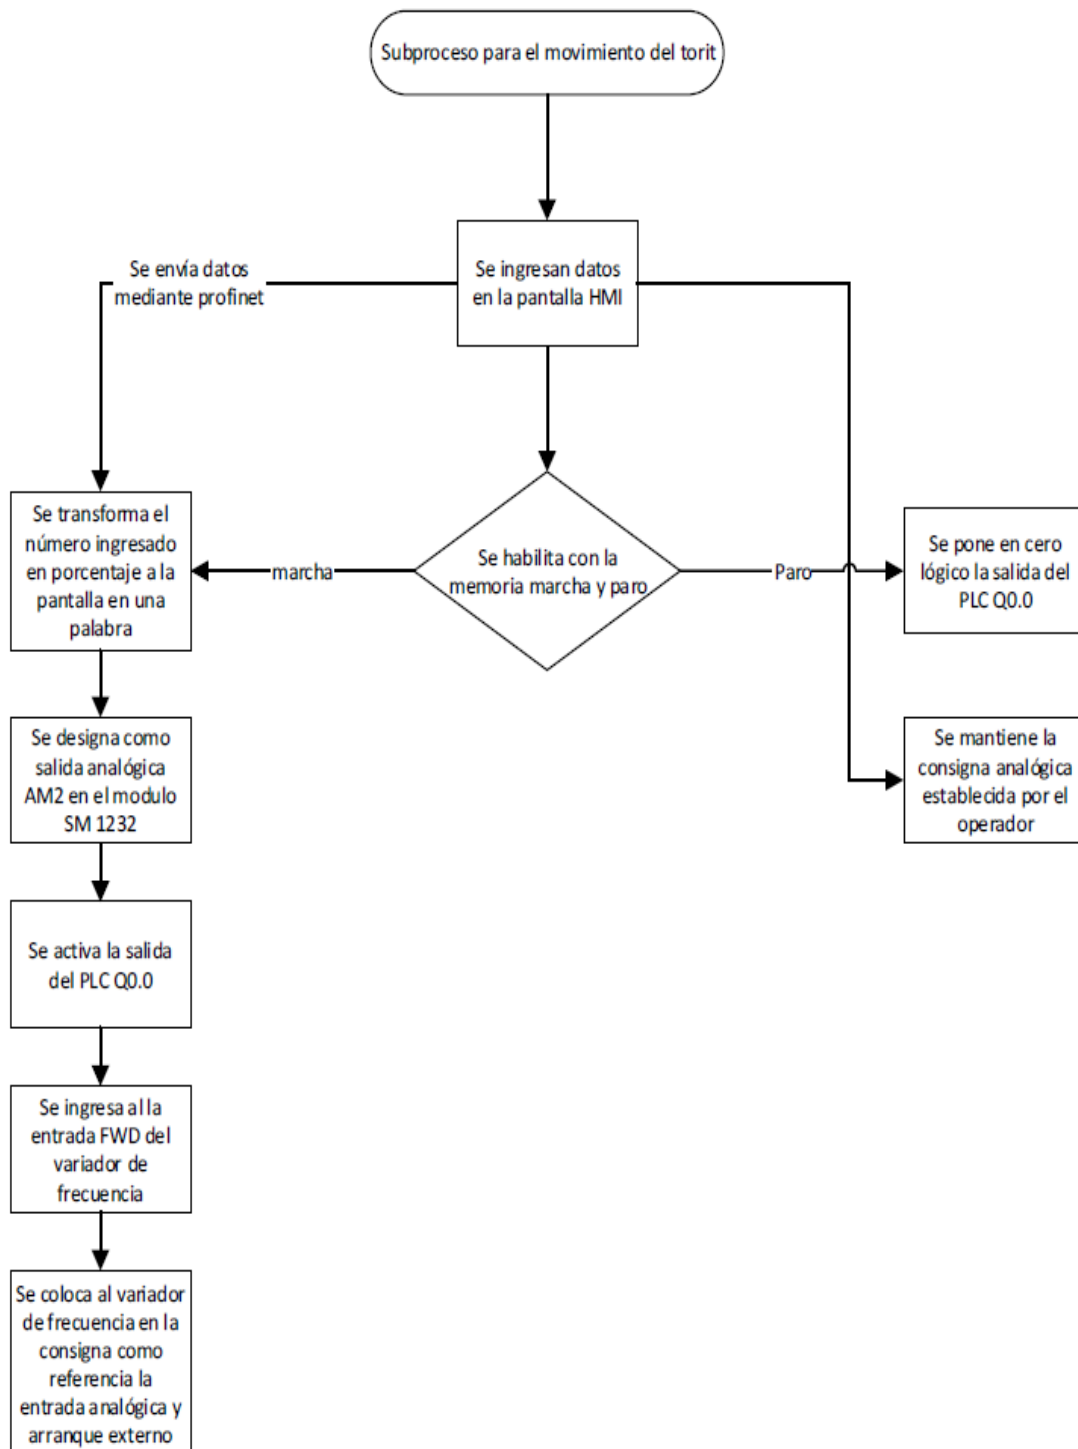 Subproceso para el movimiento del torit
Se envía datos
mediante profinet
Se ingresan datos
en la pantalla HMI
Se transforma el
número ingresado
en porcentaje a la
pantalla en una
palabra
marcha
Se habilita con la
memoria marcha y paro
Paro
Se pone en cero
lógico la salida del
PLC Q0.0
Se designa como
salida analógica
AM2 en el modulo
SM 1232
Se mantiene la
consigna analógica
establecida por el
operador
Se activa la salida
del PLC Q0.0
Se ingresa al la
entrada FWD del
variador de
frecuencia
Se coloca al variador
de frecuencia en la
consigna como
referencia la
entrada analógica y
arranque externo